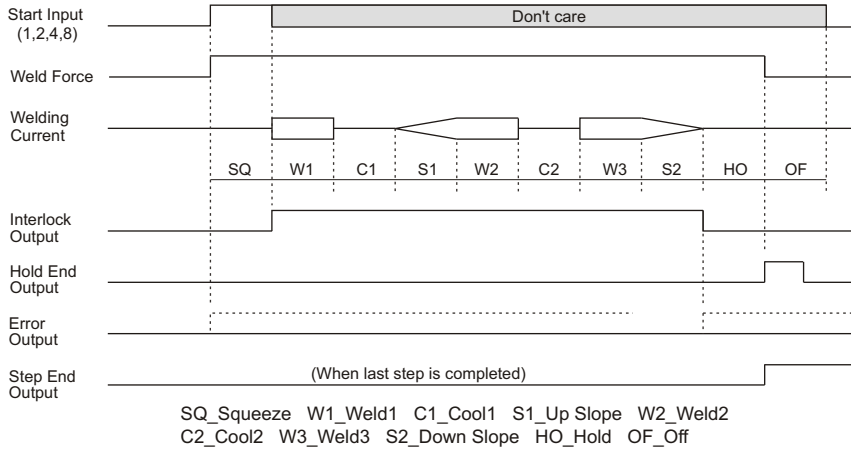 Start Input
(1,2,4,8)
Don't care
Weld Force
Welding
Current
SQ W1 C1 S1 W2 C2 W3 S2 HO OF
Interlock
Output
Hold End
Output
Error
Output
Step End
Output
(When last step is completed)
SQ_Squeeze W1_Weld1 C1_Cool1 S1_Up Slope W2_Weld2
C2_Cool2 W3_Weld3 S2_Down Slope HO_Hold OF_Off